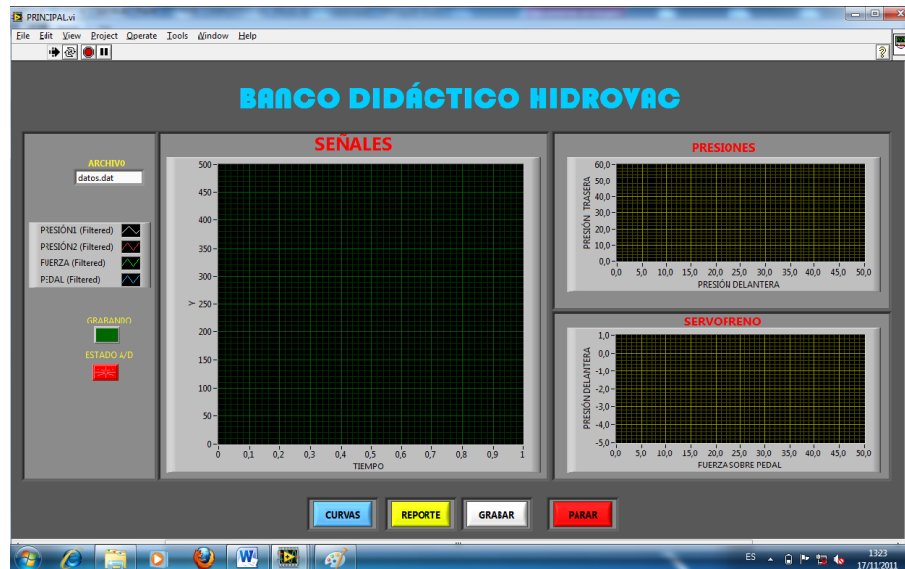 PRINCIPAL.vi
File Edit View Project Operate Tools Window Help
BANCO DIDÁCTICO HIDROVAC
ARCHIVO
datos.dat
PRESIÓN1 (Filtered)
PRESIÓN2 (Filtered)
FUERZA (Filtered)
PEDAL (Filtered)
GRABANDO
ESTADO A/D
SEÑALES
500
450
400
350
300
250
200
150
100
50
0
Y
0 0,1 0,2 0,3 0,4 0,5 0,6 0,7 0,8 0,9 1
TIEMPO
PRESIONES
60,0
50,0
40,0
30,0
20,0
10,0
0,0
PRESIÓN TRASERA
0,0 5,0 10,0 15,0 20,0 25,0 30,0 35,0 40,0 45,0 50,0
PRESIÓN DELANTERA
SERVOFRENO
1,0
0,0
-1,0
-2,0
-3,0
-4,0
-5,0
PRESIÓN DELANTERA
0,0 5,0 10,0 15,0 20,0 25,0 30,0 35,0 40,0 45,0 50,0
FUERZA SOBRE PEDAL
CURVAS REPORTE GRABAR PARAR
ES 13:23
17/11/2011